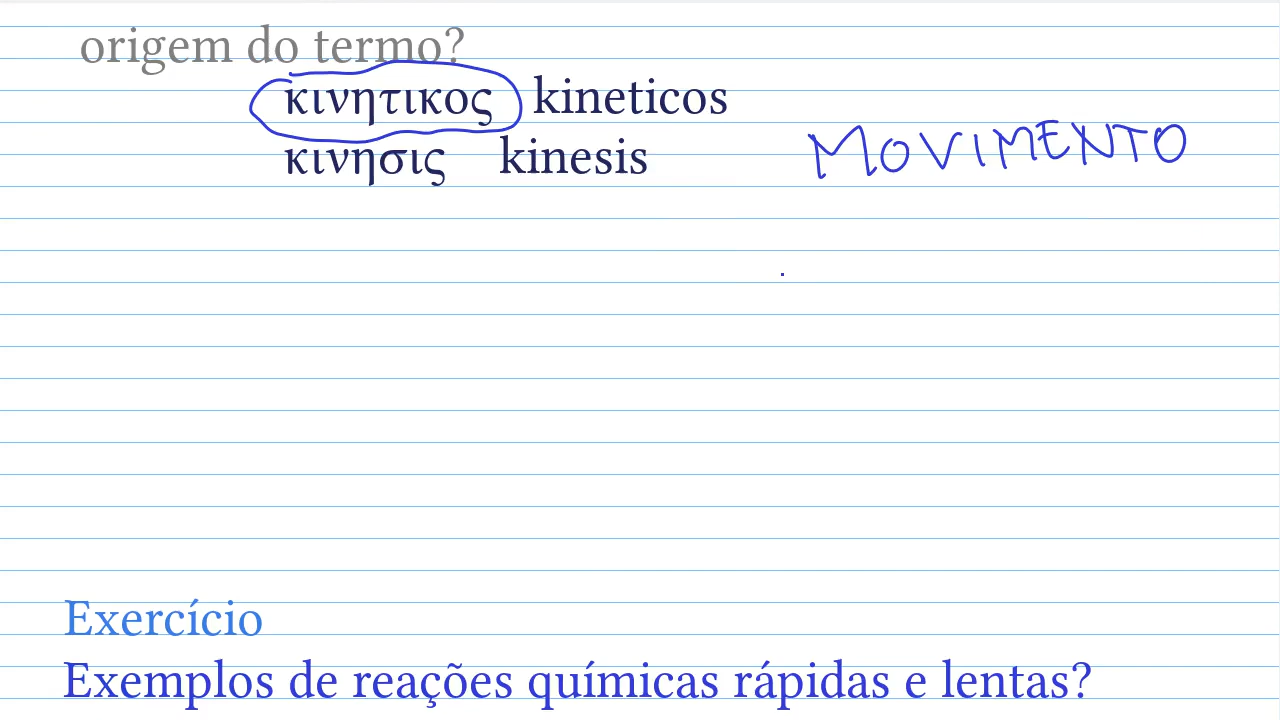 origem do termo?
κινητικος kineticos
κινησις kinesis MOVIMENTO
Exercício
Exemplos de reações químicas rápidas e lentas?